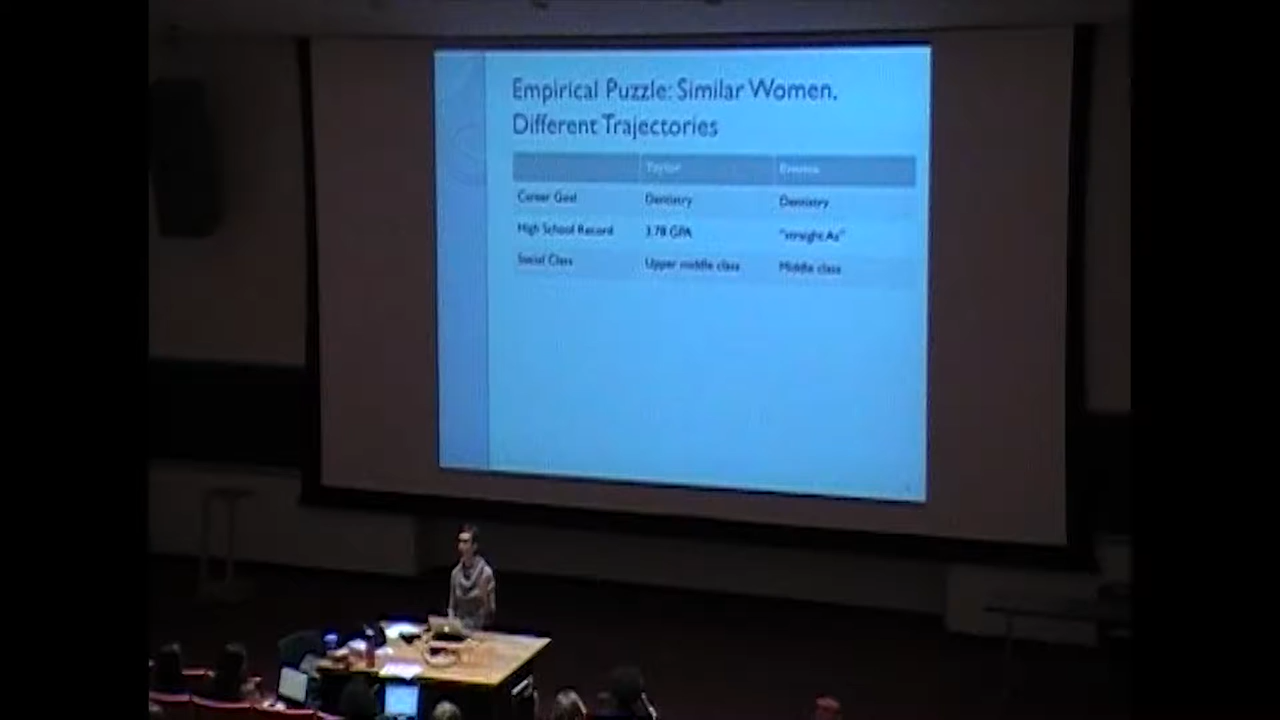 Empirical Puzzle: Similar Women,
Different Trajectories
Taylor Emma
Career Goal Dentistry Dentistry
High School Record 3.78 GPA "straight As"
Social Class Upper middle class Middle class